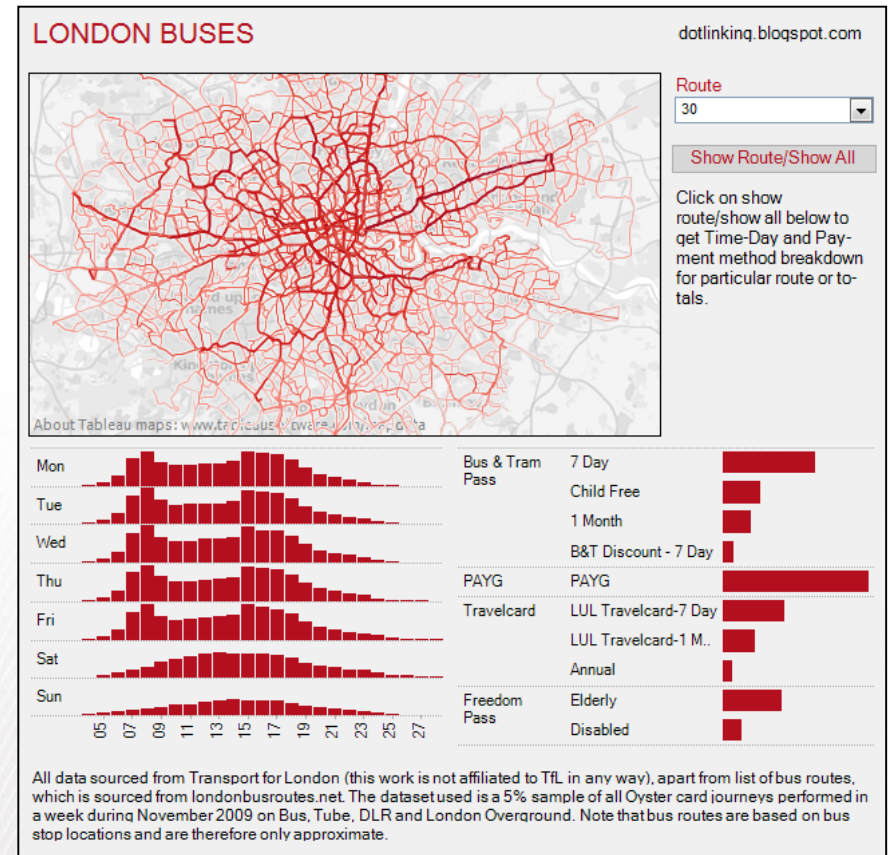 LONDON BUSES
dotlinking.blogspot.com
Route
30
Show Route/Show All
Click on show
route/show all below to
get Time-Day and Pay-
ment method breakdown
for particular route or to-
tals.
About Tableau maps: www.tableausoftware.com/mapdata
Mon
Tue
Wed
Thu
Fri
Sat
Sun
05 07 09 11 13 15 17 19 21 23 25 27
Bus & Tram
Pass
7 Day
Child Free
1 Month
B&T Discount - 7 Day
PAYG
PAYG
Travelcard
LUL Travelcard-7 Day
LUL Travelcard-1 M..
Annual
Freedom
Pass
Elderly
Disabled
All data sourced from Transport for London (this work is not affiliated to TfL in any way), apart from list of bus routes,
which is sourced from londonbusroutes.net. The dataset used is a 5% sample of all Oyster card journeys performed in
a week during November 2009 on Bus, Tube, DLR and London Overground. Note that bus routes are based on bus
stop locations and are therefore only approximate.